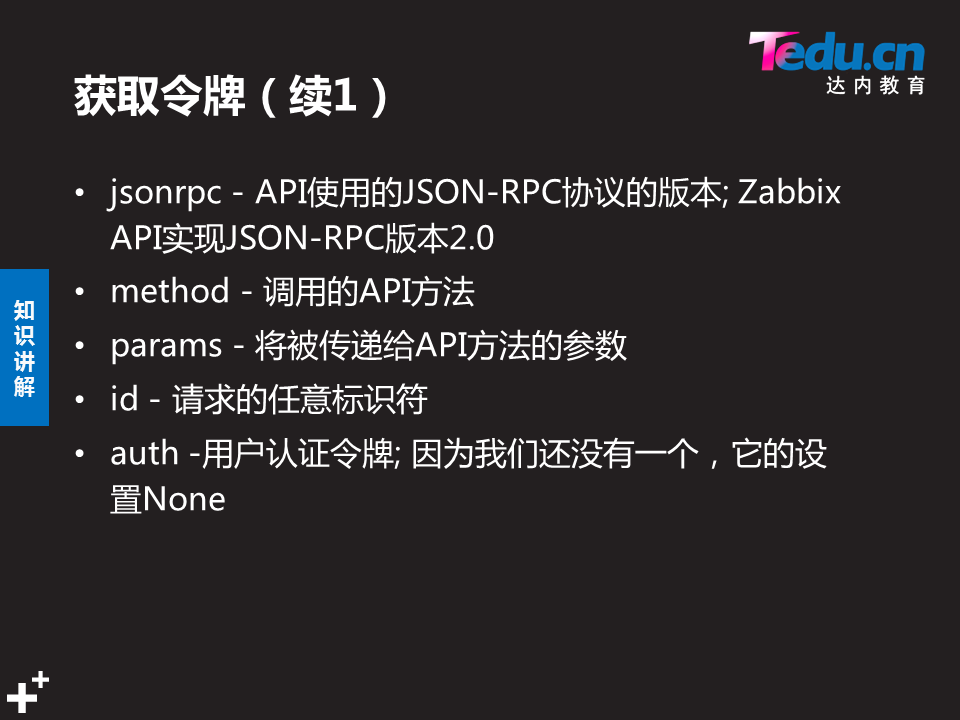 Tedu.cn
达内教育
获取令牌（续1）
• jsonrpc - API使用的JSON-RPC协议的版本; Zabbix
API实现JSON-RPC版本2.0
• method - 调用的API方法
• params - 将被传递给API方法的参数
• id - 请求的任意标识符
• auth -用户认证令牌; 因为我们还没有一个，它的设
置None
知
识
讲
解